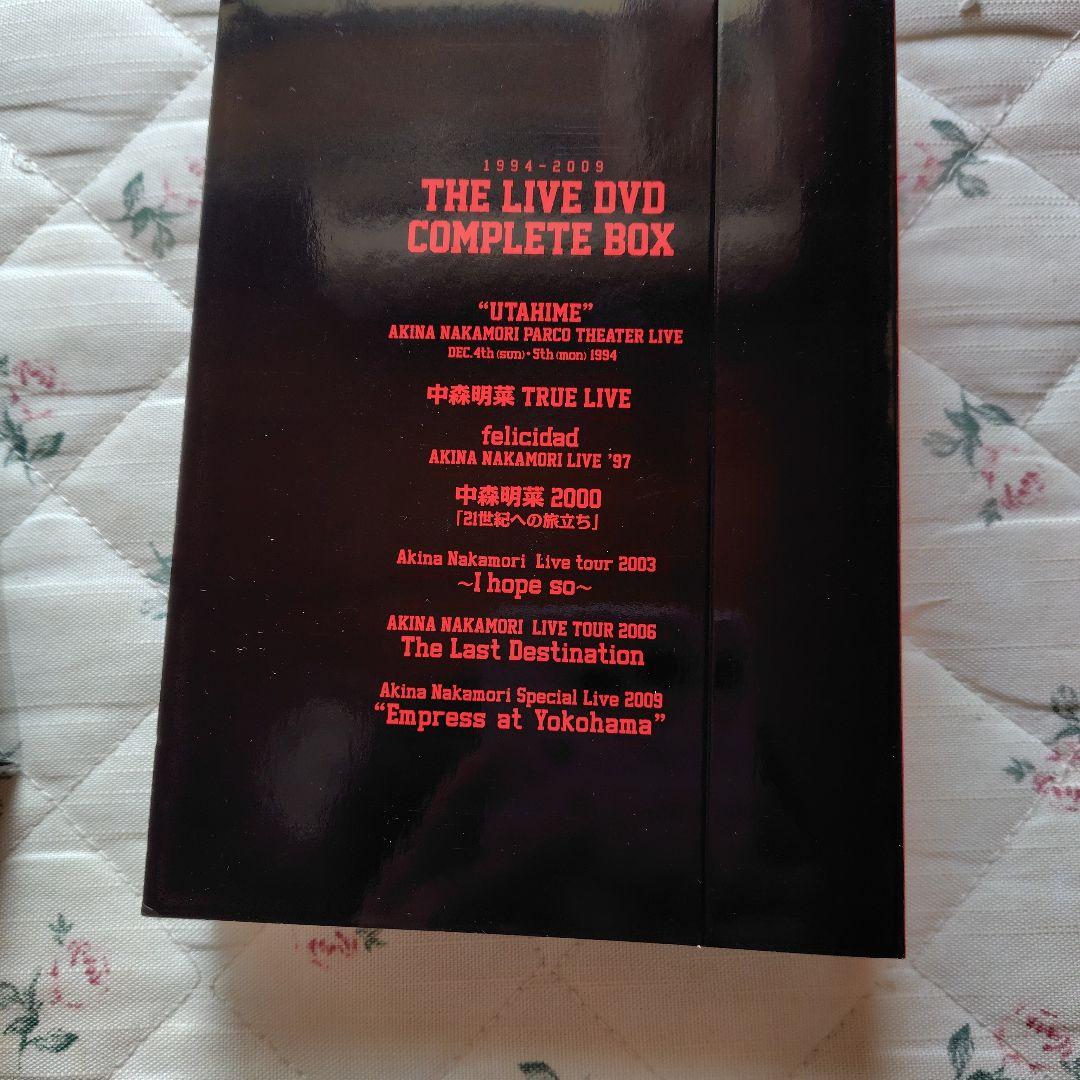 1994-2009
THE LIVE DVD
COMPLETE BOX
“UTAHIME”
AKINA NAKAMORI PARCO THEATER LIVE
DEC.4th (sun)・5th (mon) 1994
中森明菜 TRUE LIVE
felicidad
AKINA NAKAMORI LIVE ’97
中森明菜 2000
「21世紀への旅立ち」
Akina Nakamori Live tour 2003
~I hope so~
AKINA NAKAMORI LIVE TOUR 2006
The Last Destination
Akina Nakamori Special Live 2009
“Empress at Yokohama”